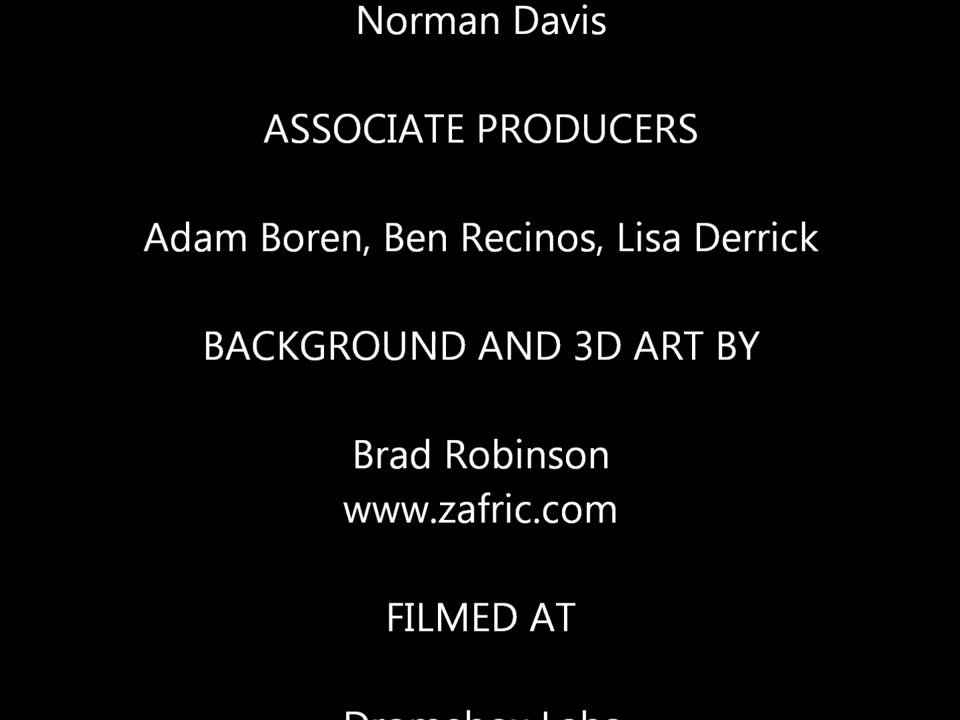 Norman Davis
ASSOCIATE PRODUCERS
Adam Boren, Ben Recinos, Lisa Derrick
BACKGROUND AND 3D ART BY
Brad Robinson
www.zafric.com
FILMED AT